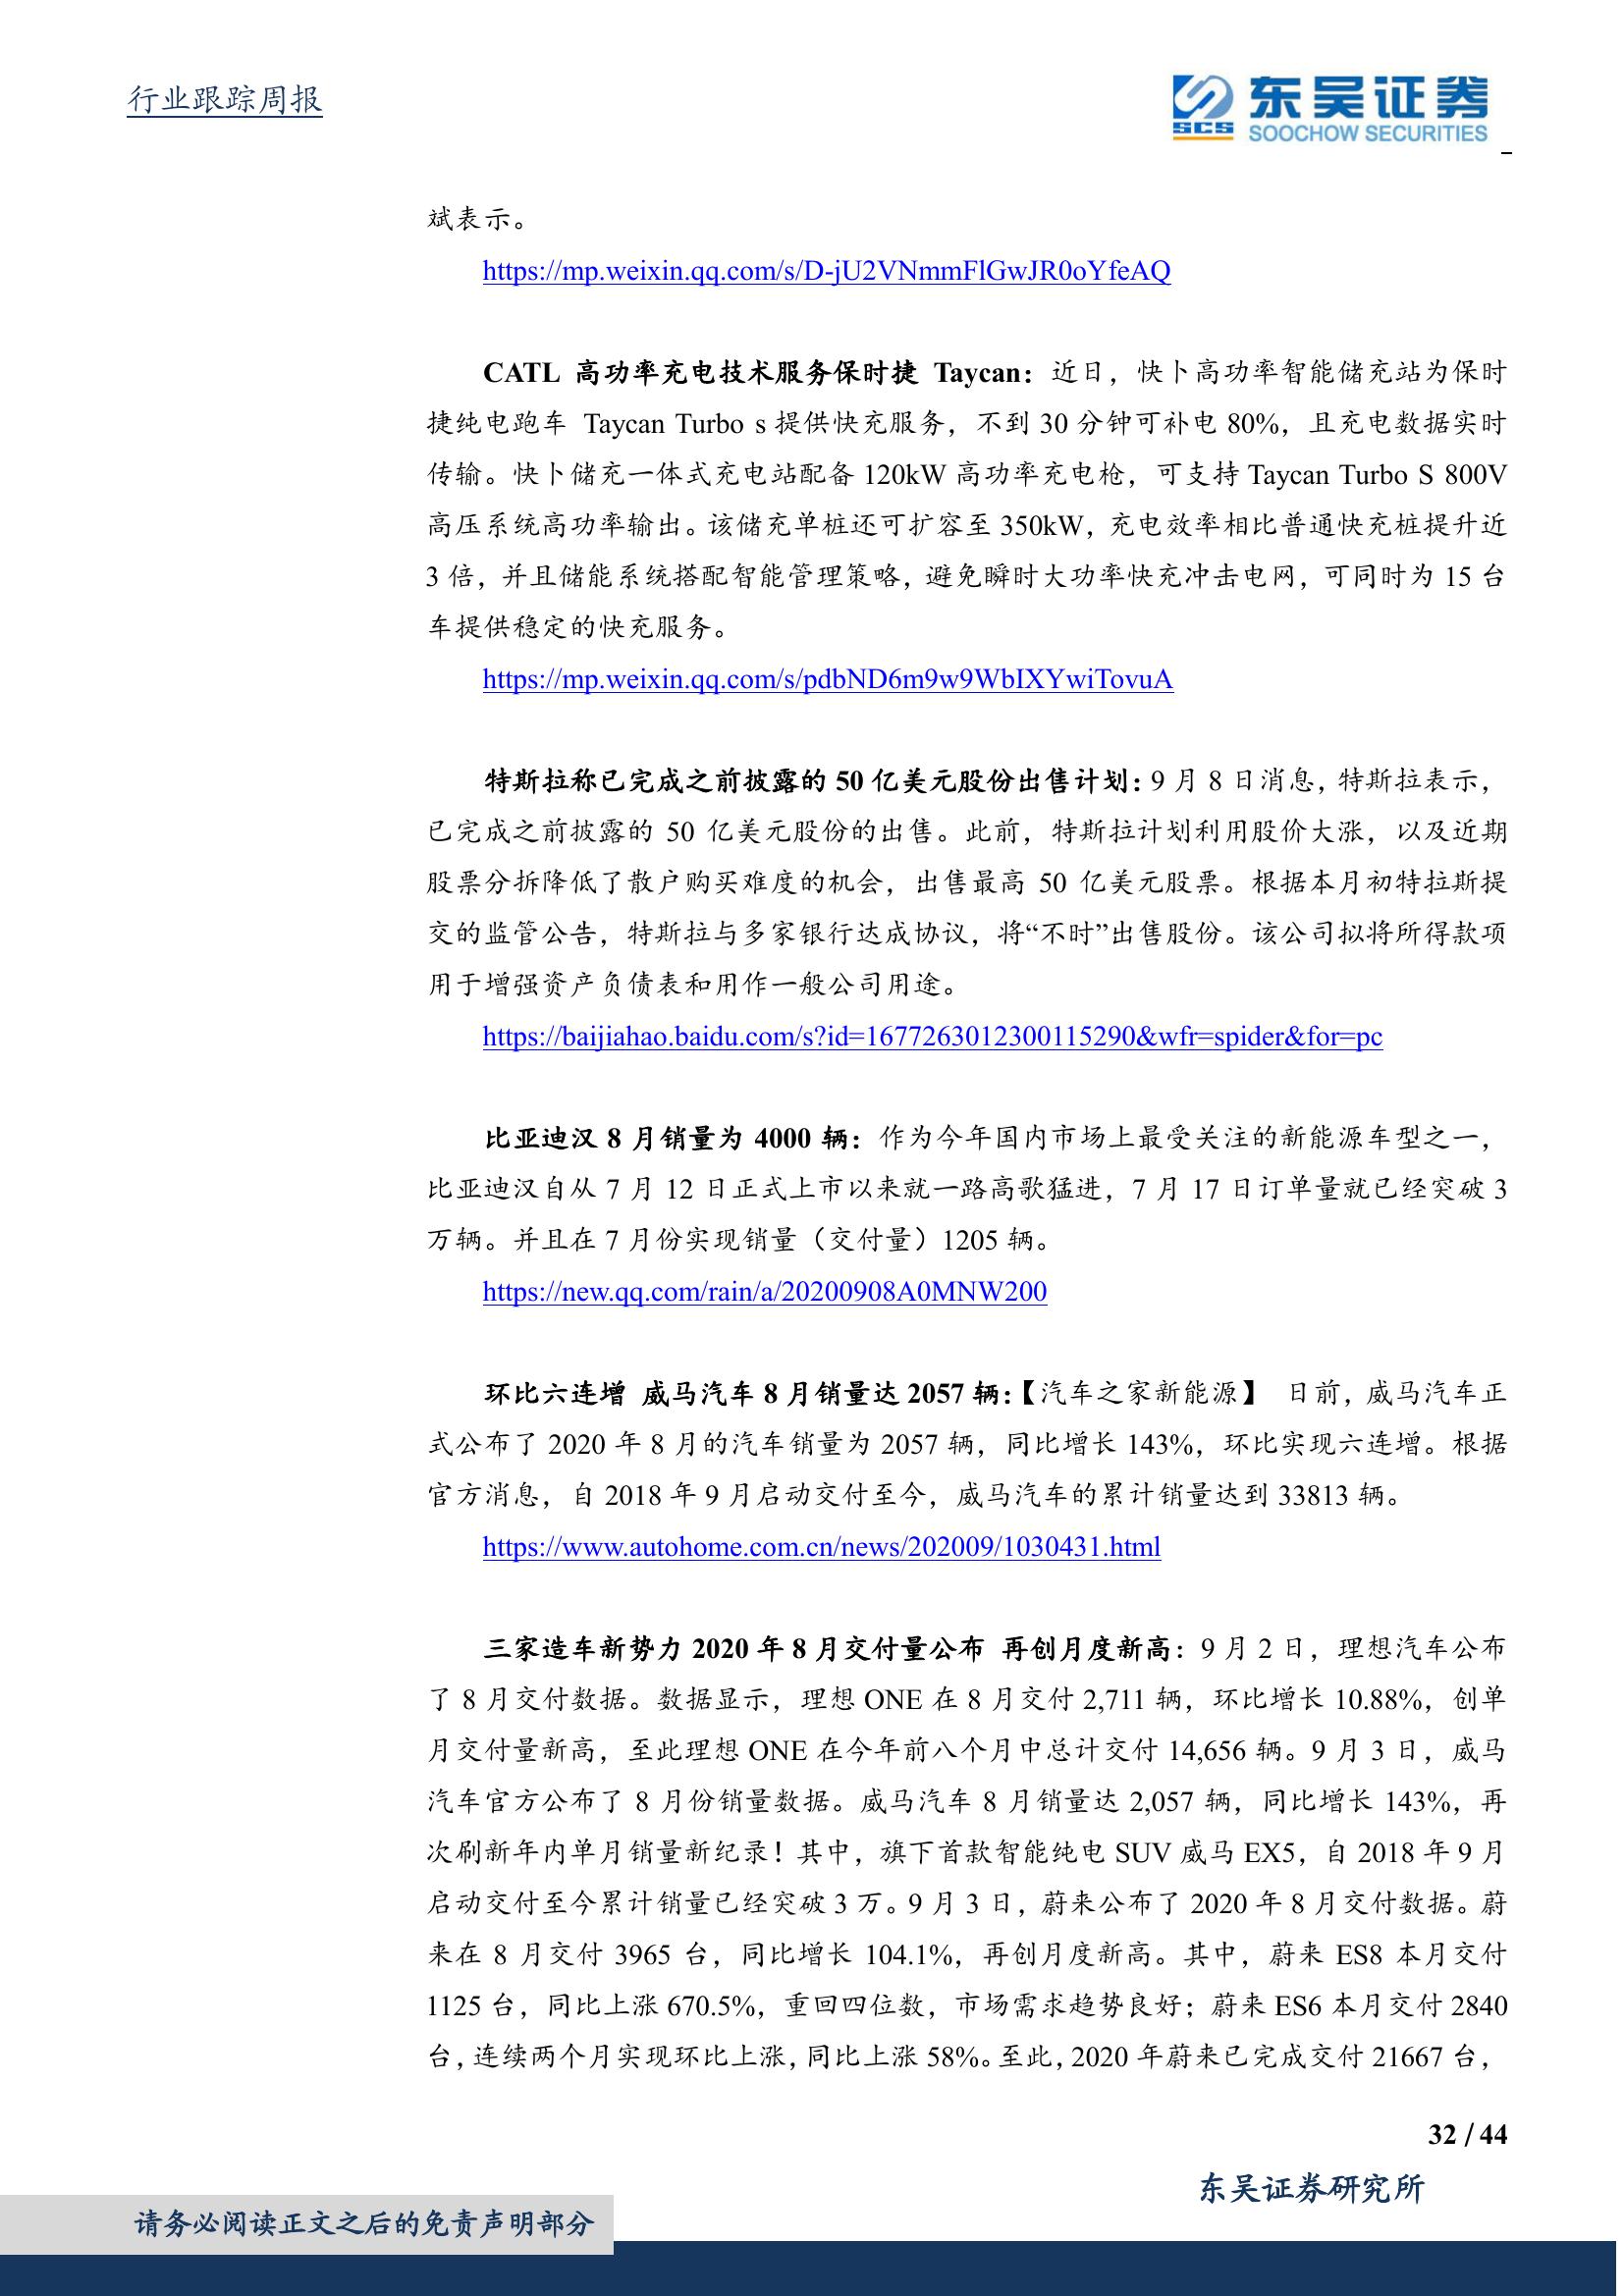 行业跟踪周报
SCS
东吴证券
SOOCHOW SECURITIES
斌表示。
https://mp.weixin.qq.com/s/D-jU2VNmmFlGwJR0oYfeAQ
CATL 高功率充电技术服务保时捷 Taycan：近日，快卜高功率智能储充站为保时
捷纯电跑车 Taycan Turbo s 提供快充服务，不到 30 分钟可补电 80%，且充电数据实时
传输。快卜储充一体式充电站配备 120kW 高功率充电枪，可支持 Taycan Turbo S 800V
高压系统高功率输出。该储充单桩还可扩容至 350kW，充电效率相比普通快充桩提升近
3 倍，并且储能系统搭配智能管理策略，避免瞬时大功率快充冲击电网，可同时为 15 台
车提供稳定的快充服务。
https://mp.weixin.qq.com/s/pdbND6m9w9WbIXYwiTovuA
特斯拉称已完成之前披露的 50 亿美元股份出售计划：9 月 8 日消息，特斯拉表示，
已完成之前披露的 50 亿美元股份的出售。此前，特斯拉计划利用股价大涨，以及近期
股票分拆降低了散户购买难度的机会，出售最高 50 亿美元股票。根据本月初特拉斯提
交的监管公告，特斯拉与多家银行达成协议，将“不时”出售股份。该公司拟将所得款项
用于增强资产负债表和用作一般公司用途。
https://baijiahao.baidu.com/s?id=1677263012300115290&wfr=spider&for=pc
比亚迪汉 8 月销量为 4000 辆：作为今年国内市场上最受关注的新能源车型之一，
比亚迪汉自从 7 月 12 日正式上市以来就一路高歌猛进，7 月 17 日订单量就已经突破 3
万辆。并且在 7 月份实现销量（交付量）1205 辆。
https://new.qq.com/rain/a/20200908A0MNW200
环比六连增 威马汽车 8 月销量达 2057 辆：【汽车之家新能源】 日前，威马汽车正
式公布了 2020 年 8 月的汽车销量为 2057 辆，同比增长 143%，环比实现六连增。根据
官方消息，自 2018 年 9 月启动交付至今，威马汽车的累计销量达到 33813 辆。
https://www.autohome.com.cn/news/202009/1030431.html
三家造车新势力 2020 年 8 月交付量公布 再创月度新高：9 月 2 日，理想汽车公布
了 8 月交付数据。数据显示，理想 ONE 在 8 月交付 2,711 辆，环比增长 10.88%，创单
月交付量新高，至此理想 ONE 在今年前八个月中总计交付 14,656 辆。9 月 3 日，威马
汽车官方公布了 8 月份销量数据。威马汽车 8 月销量达 2,057 辆，同比增长 143%，再
次刷新年内单月销量新纪录！其中，旗下首款智能纯电 SUV 威马 EX5，自 2018 年 9 月
启动交付至今累计销量已经突破 3 万。9 月 3 日，蔚来公布了 2020 年 8 月交付数据。蔚
来在 8 月交付 3965 台，同比增长 104.1%，再创月度新高。其中，蔚来 ES8 本月交付
1125 台，同比上涨 670.5%，重回四位数，市场需求趋势良好；蔚来 ES6 本月交付 2840
台，连续两个月实现环比上涨，同比上涨 58%。至此，2020 年蔚来已完成交付 21667 台，
32 / 44
东吴证券研究所
请务必阅读正文之后的免责声明部分